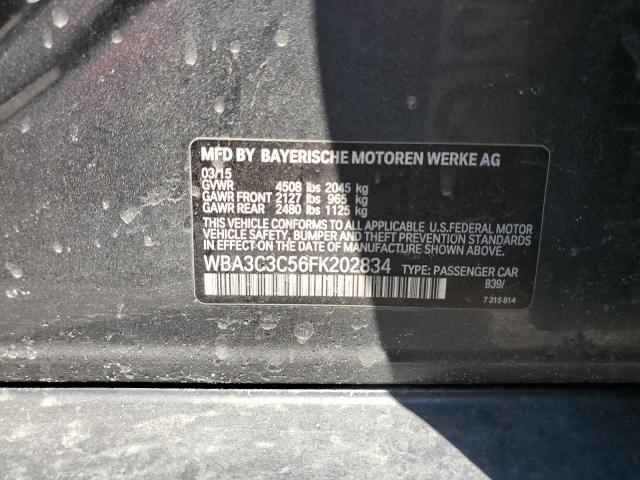 MFD BY BAYERISCHE MOTOREN WERKE AG
03/15
GVWR 4508 lbs 2045 kg
GAWR FRONT 2127 lbs 965 kg
GAWR REAR 2480 lbs 1125 kg
THIS VEHICLE CONFORMS TO ALL APPLICABLE U.S.FEDERAL MOTOR
VEHICLE SAFETY, BUMPER AND THEFT PREVENTION STANDARDS
IN EFFECT ON THE DATE OF MANUFACTURE SHOWN ABOVE.
WBA3C3C56FK202834 TYPE: PASSENGER CAR
B39/
7 315 814